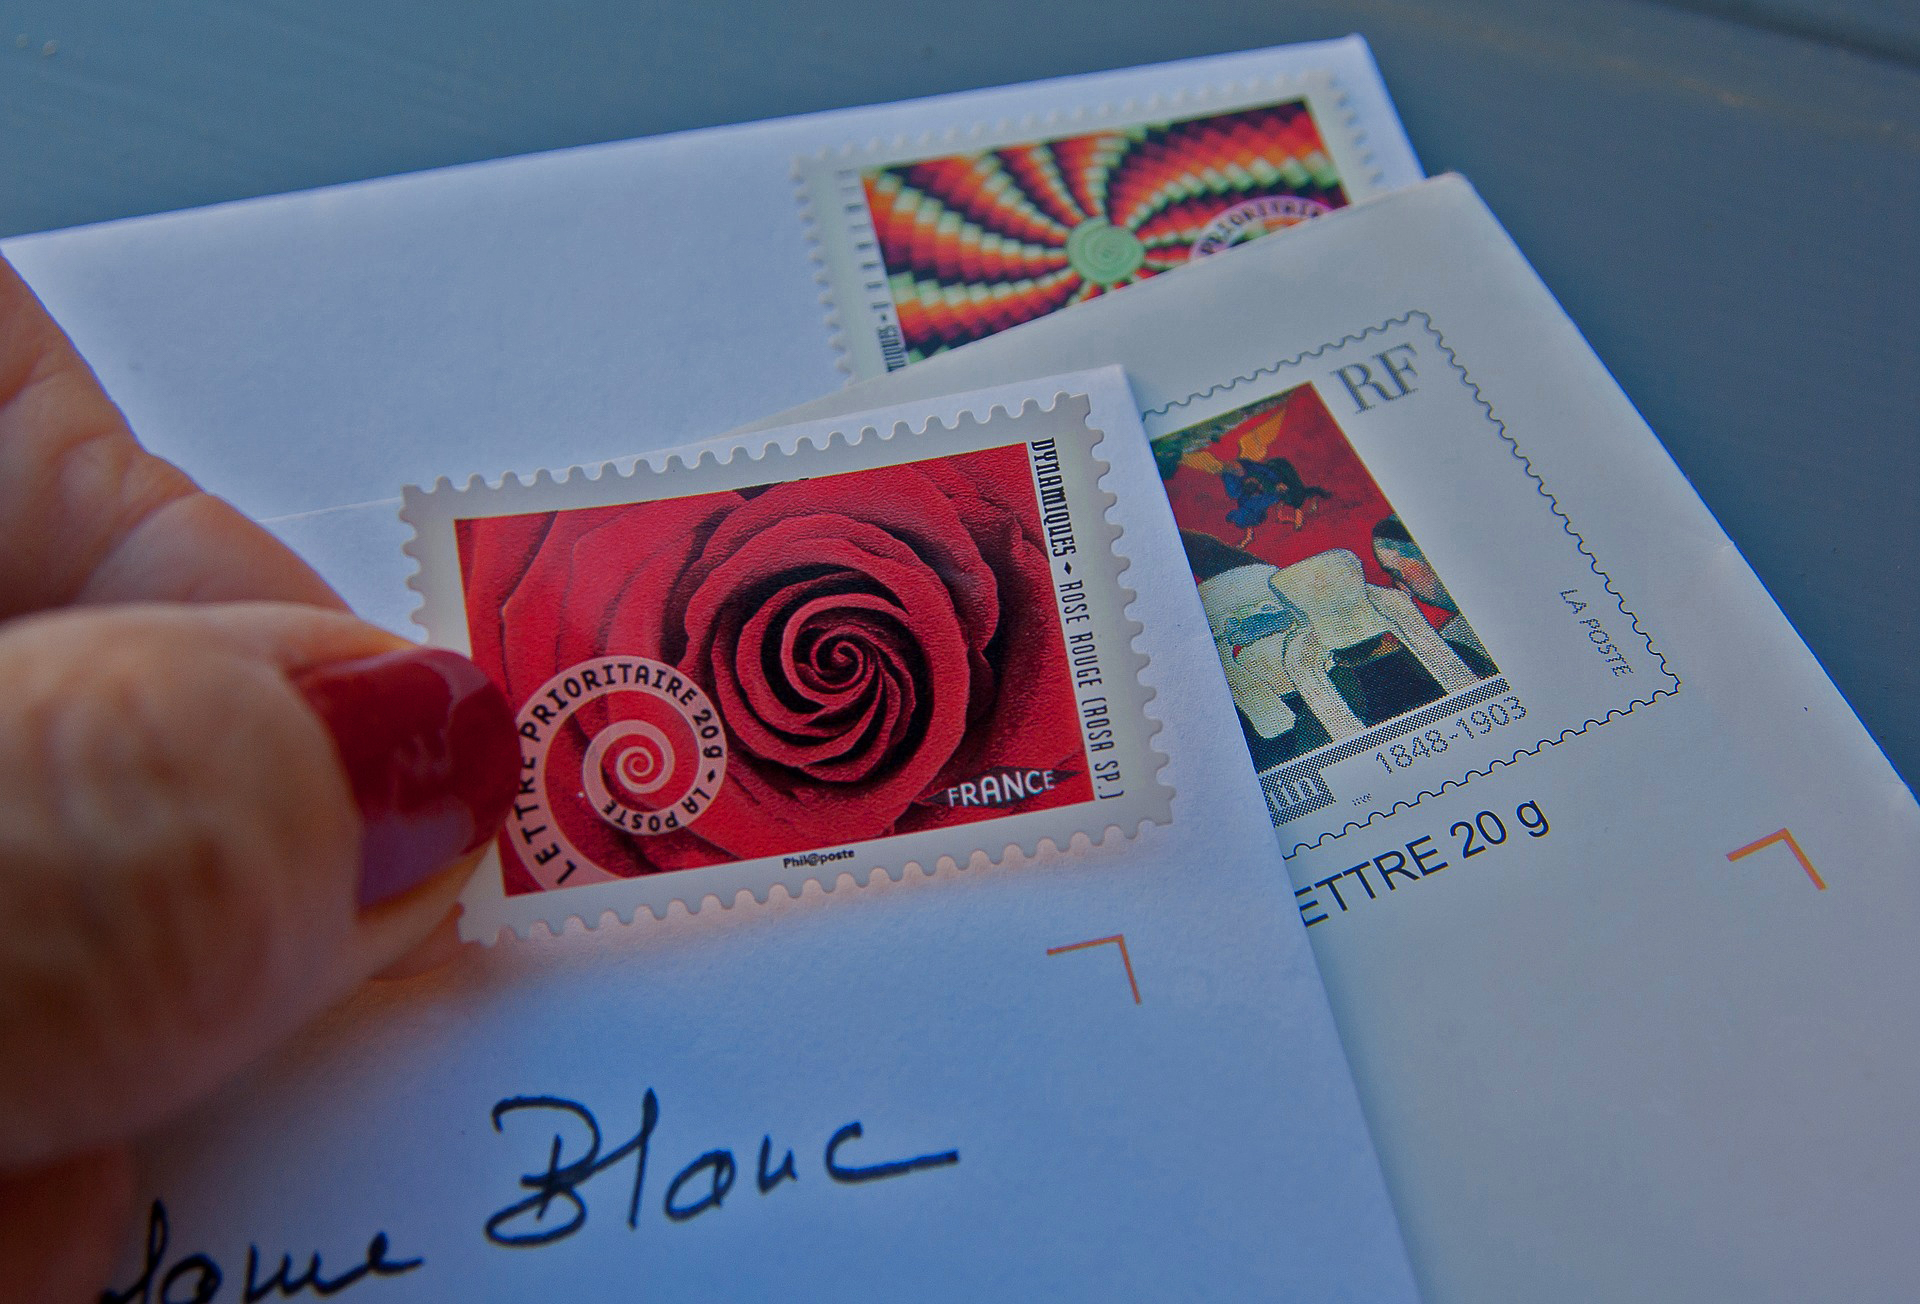 PRIORITAIRE
RF
LA POSTE
1848-1903
ETTRE 20 g
DYNAMIQUES • ROSE ROUGE (ROSA SP.)
LETTRE PRIORITAIRE 20g • LA POSTE
FRANCE
Phil@poste
Blanc